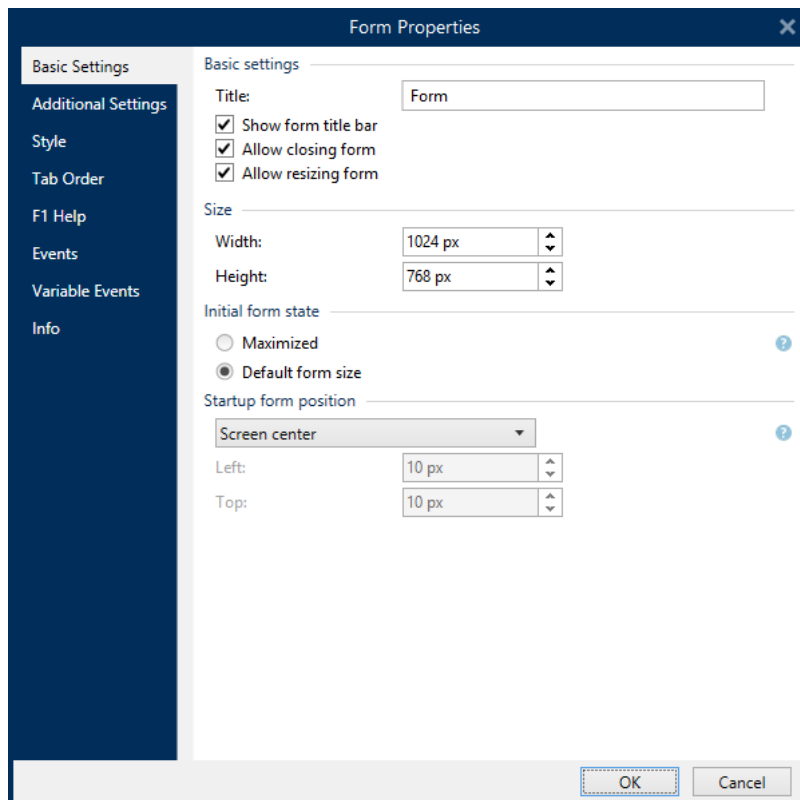 Form Properties
Basic Settings
Additional Settings
Style
Tab Order
F1 Help
Events
Variable Events
Info
Basic settings
Title: Form
Show form title bar
Allow closing form
Allow resizing form
Size
Width: 1024 px
Height: 768 px
Initial form state
Maximized
?
Default form size
Startup form position
Screen center
?
Left: 10 px
Top: 10 px
OK Cancel